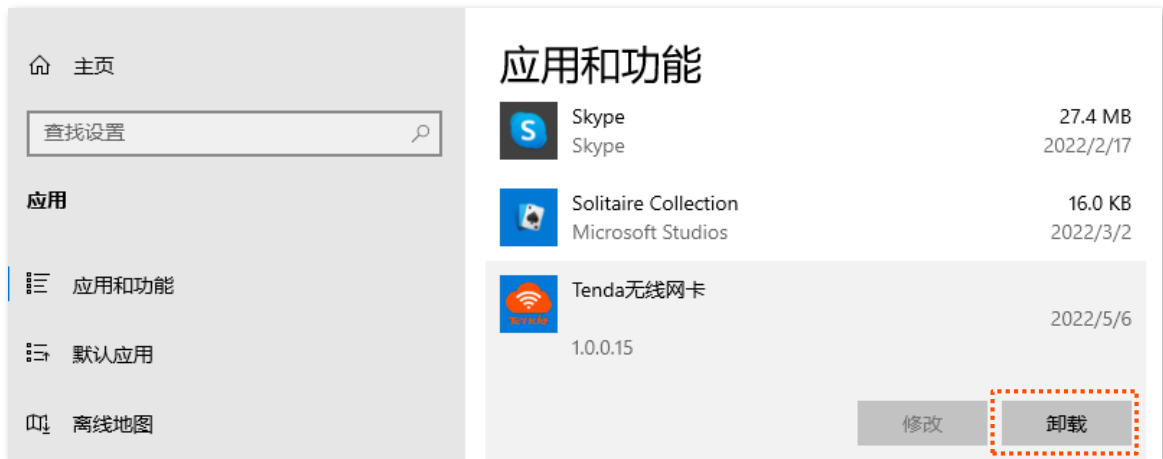 主页
查找设置
应用
应用和功能
默认应用
离线地图
应用和功能
Skype
27.4 MB
Skype
2022/2/17
Solitaire Collection
16.0 KB
Microsoft Studios
2022/3/2
Tenda无线网卡
Tenda
2022/5/6
1.0.0.15
修改
卸载